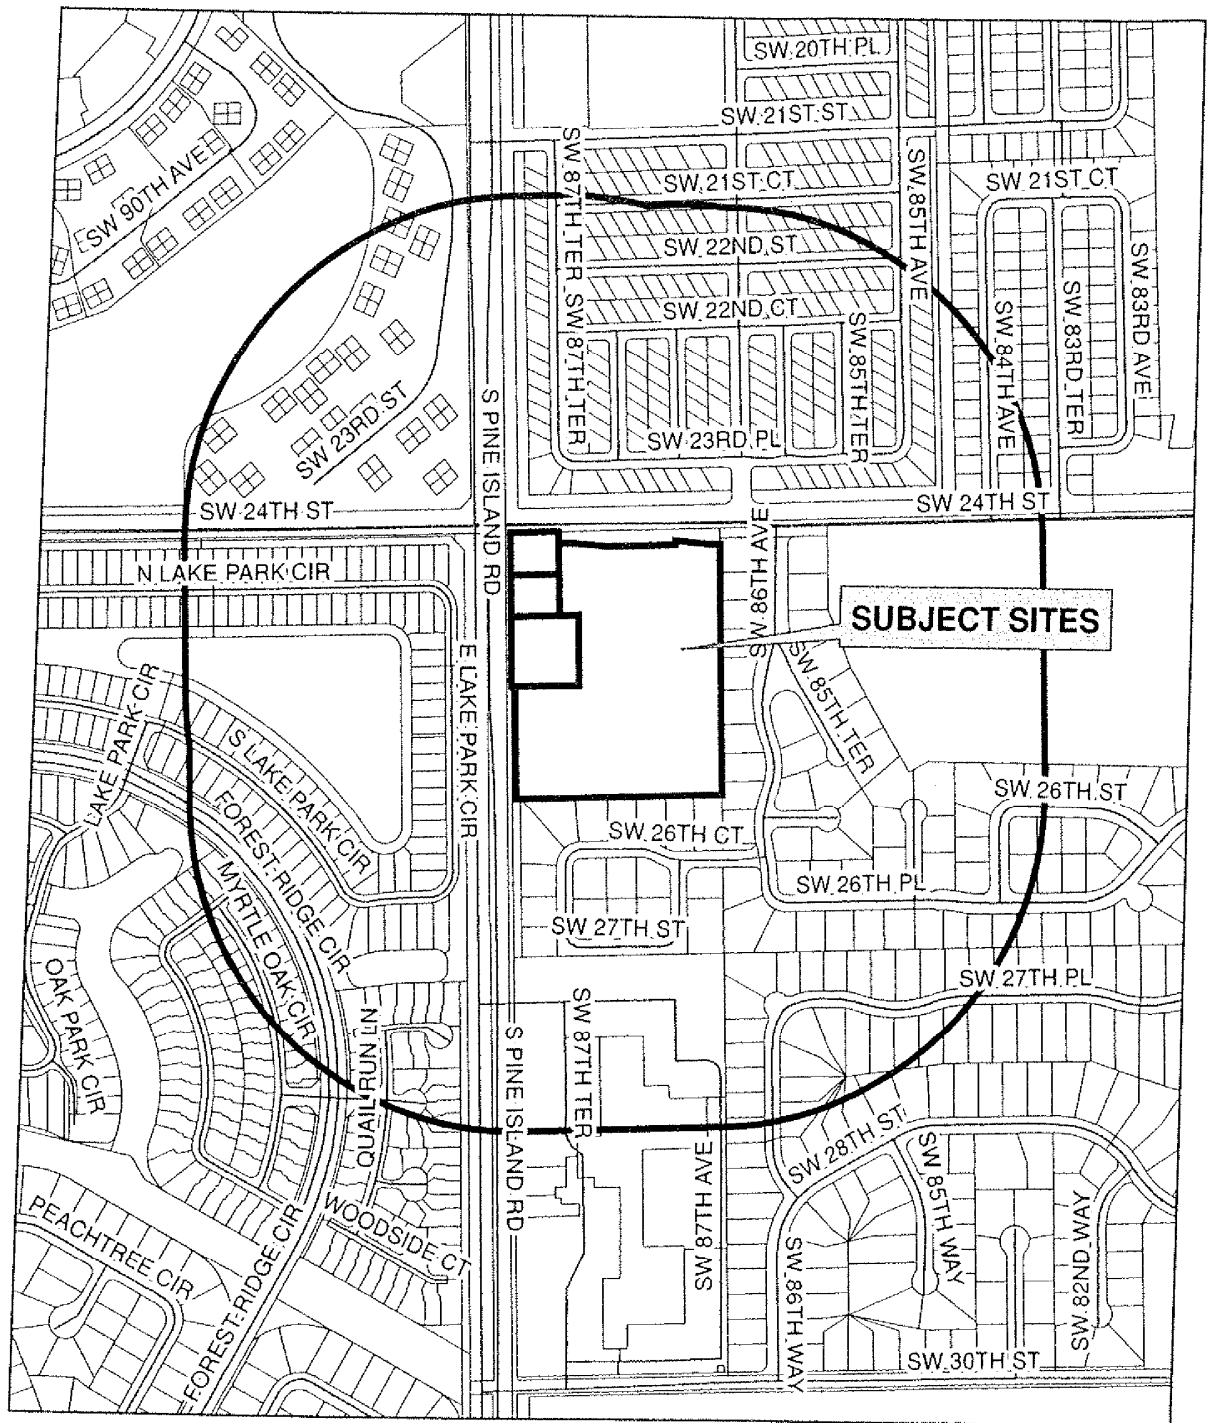 SW 20TH PL
SW 21ST ST
SW 87TH TER
SW 21ST CT
SW 85TH AVE
SW 21ST CT
SW 90TH AVE
SW 22ND ST
SW 83RD AVE
SW 87TH TER
SW 22ND CT
SW 84TH AVE
SW 83RD TER
SW 85TH TER
SW 23RD ST
S PINE ISLAND RD
SW 23RD PL
SW 24TH ST
SW 24TH ST
SW 86TH AVE
N LAKE PARK CIR
SUBJECT SITES
E LAKE PARK CIR
SW 85TH TER
LAKE PARK CIR
S LAKE PARK CIR
SW 26TH ST
FOREST RIDGE CIR
SW 26TH CT
MYRTLE OAK CIR
SW 26TH PL
SW 27TH ST
OAK PARK CIR
SW 27TH PL
QUAIL RUN LN
S PINE ISLAND RD
SW 87TH TER
SW 28TH ST
SW 87TH AVE
SW 85TH WAY
PEACHTREE CIR
WOODSIDE CT
FOREST RIDGE CIR
SW 86TH WAY
SW 82ND WAY
SW 30TH ST